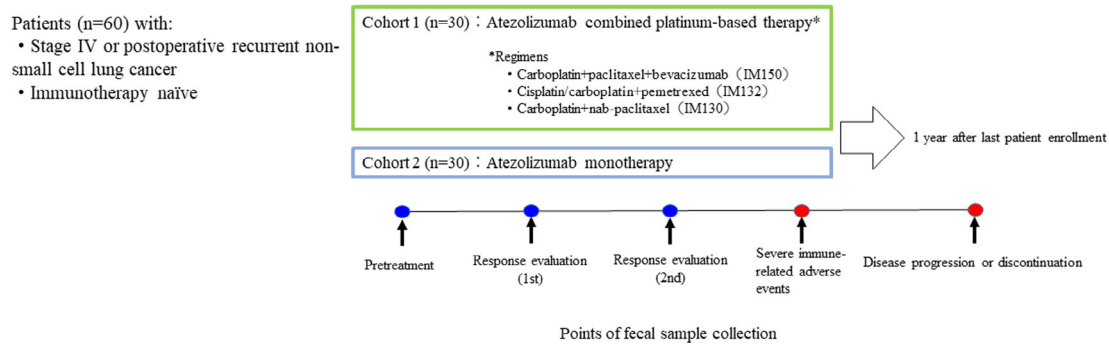 Patients (n=60) with:
・Stage IV or postoperative recurrent non-
small cell lung cancer
・Immunotherapy naïve
Cohort 1 (n=30)：Atezolizumab combined platinum-based therapy*
*Regimens
・Carboplatin+paclitaxel+bevacizumab（IM150）
・Cisplatin/carboplatin+pemetrexed（IM132）
・Carboplatin+nab-paclitaxel（IM130）
Cohort 2 (n=30)：Atezolizumab monotherapy
1 year after last patient enrollment
Pretreatment
Response evaluation
(1st)
Response evaluation
(2nd)
Severe immune-
related adverse
events
Disease progression or discontinuation
Points of fecal sample collection